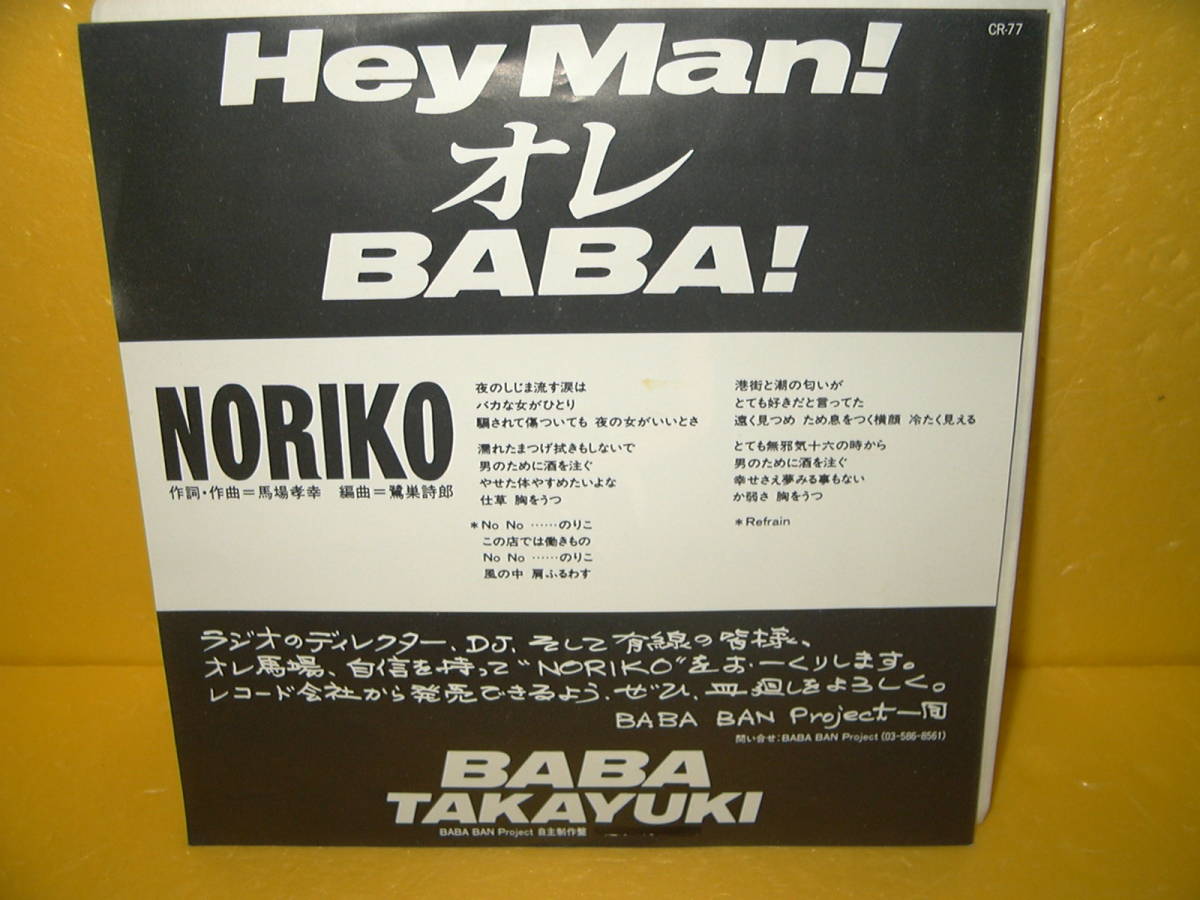 CR-77
Hey Man!
オレ
BABA!
NORIKO
作詞・作曲＝馬場孝幸　編曲＝鷺巣詩郎
夜のしじま流す涙は
バカな女がひとり
騙されて傷ついても 夜の女がいいとさ
濡れたまつげ拭きもしないで
男のために酒を注ぐ
やせた体やすめたいよな
仕草 胸をうつ
＊No No ……のりこ
この店では働きもの
No No ……のりこ
風の中 肩ふるわす
港街と潮の匂いが
とても好きだと言ってた
遠く見つめ ため息をつく横顔 冷たく見える
とても無邪気十六の時から
男のために酒を注ぐ
幸せさえ夢みる事もない
か弱さ 胸をうつ
＊Refrain
ラジオのディレクター、DJ、そして有線の皆様、
オレ馬場、自信を持って“NORIKO”をお一くりします。
レコード会社から発売できるよう、ぜひ、皿廻しをよろしく。
BABA BAN Project一同
問い合せ：BABA BAN Project (03-586-8561)
BABA
TAKAYUKI
BABA BAN Project 自主制作盤